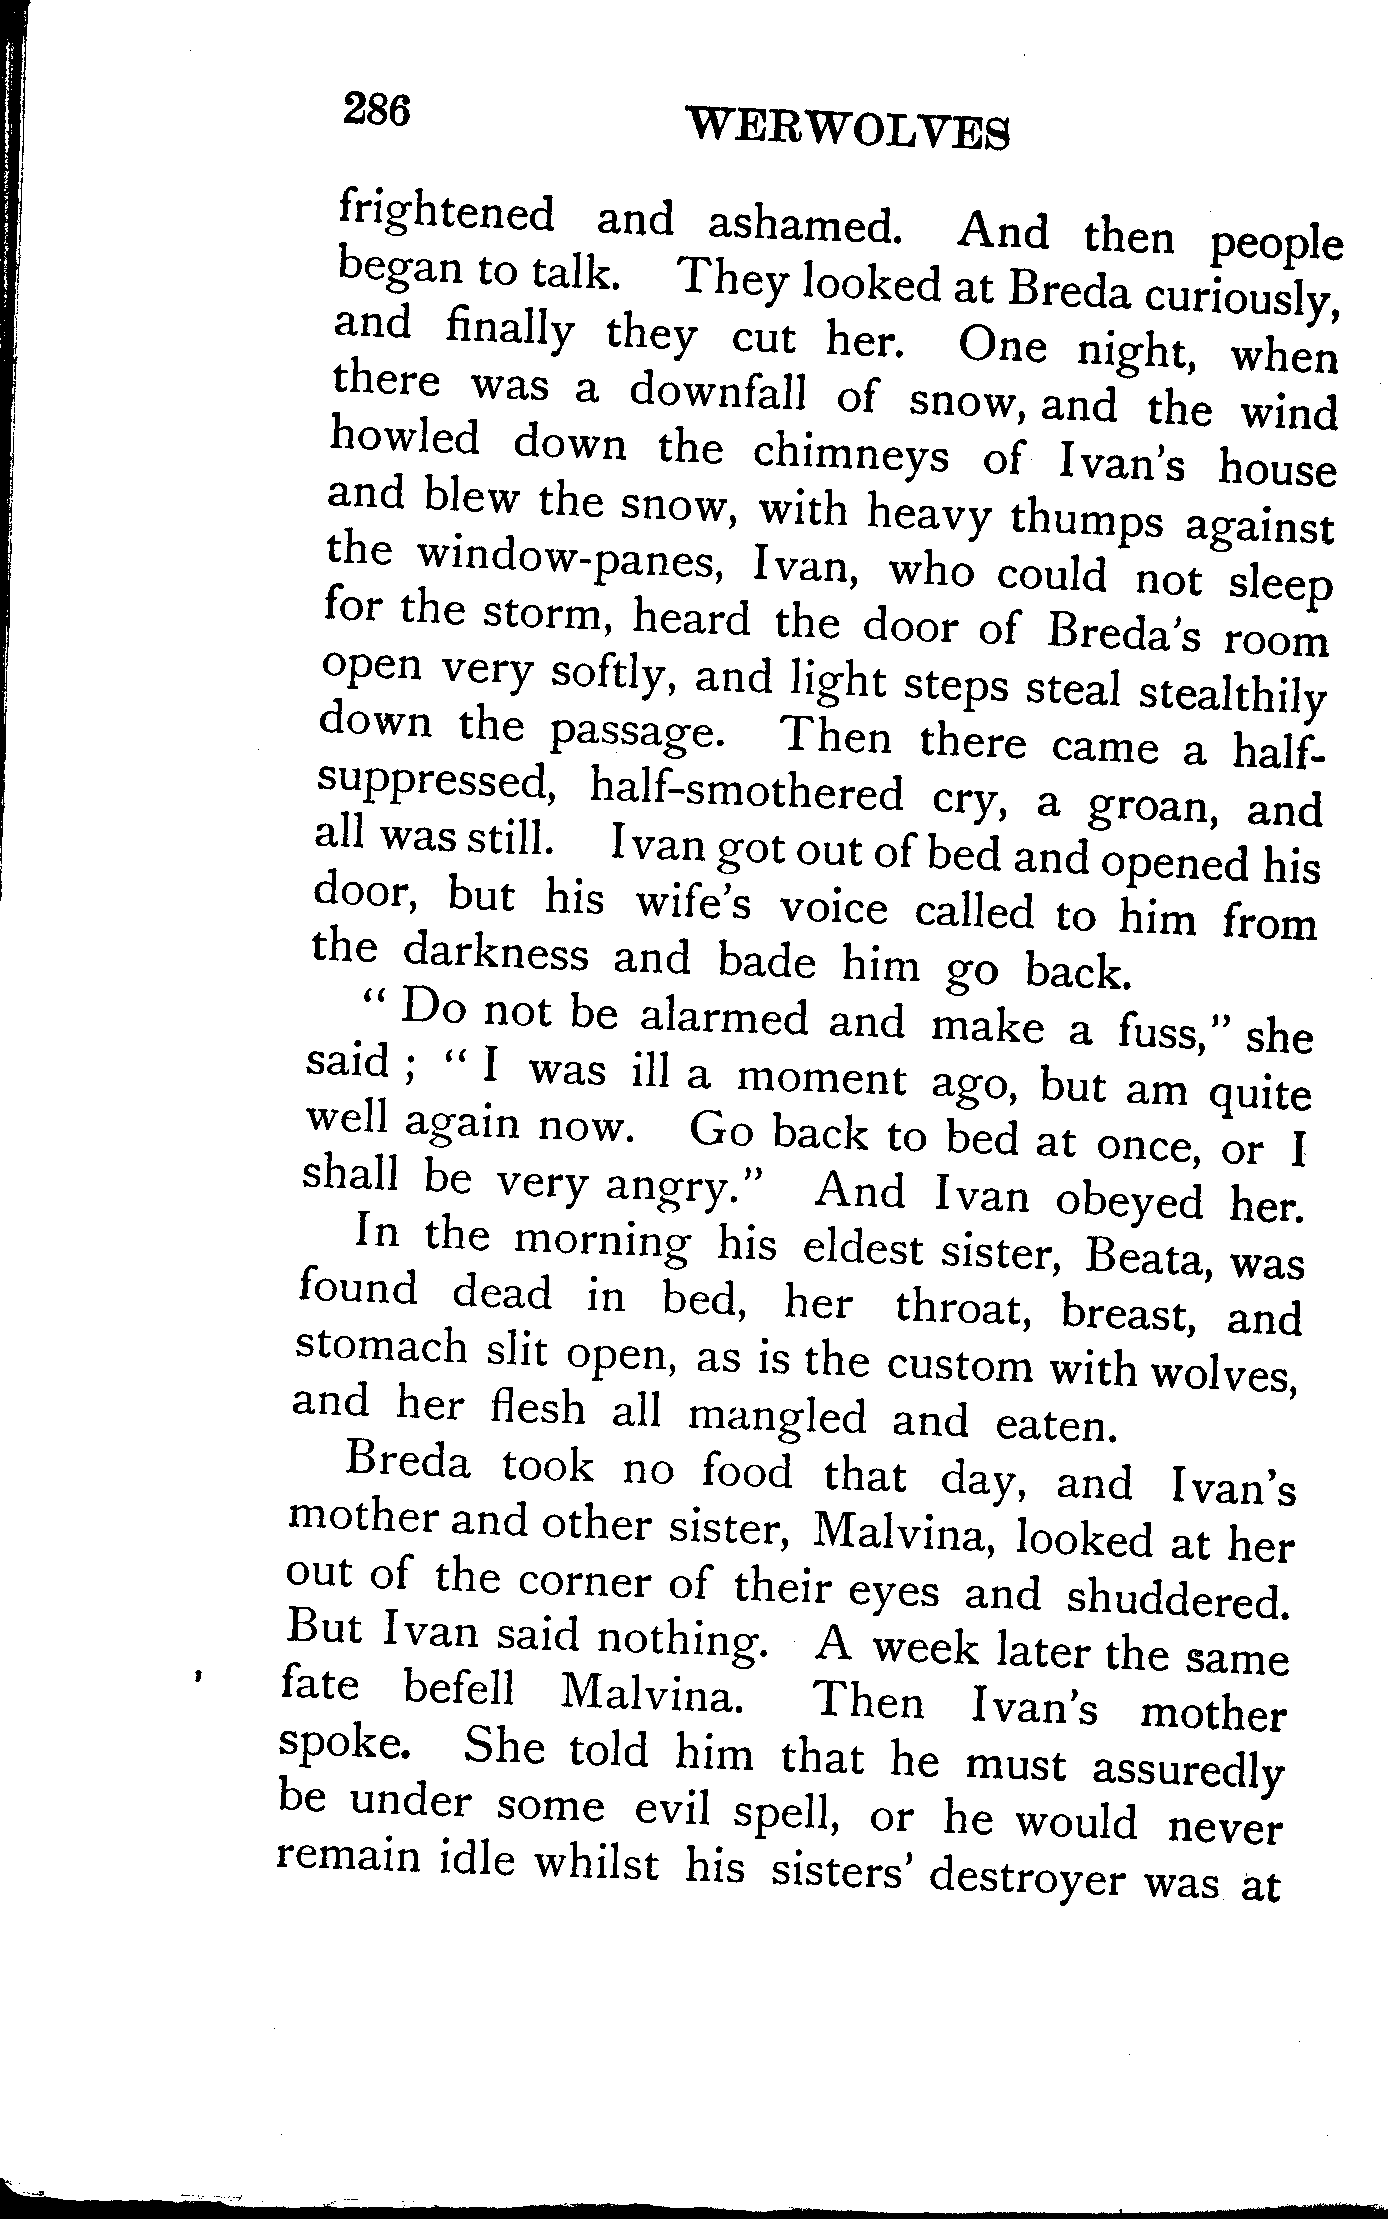 286 WERWOLVES
frightened and ashamed. And then people
began to talk. They looked at Breda curiously,
and finally they cut her. One night, when
there was a downfall of snow, and the wind
howled down the chimneys of Ivan's house
and blew the snow, with heavy thumps against
the window-panes, Ivan, who could not sleep
for the storm, heard the door of Breda's room
open very softly, and light steps steal stealthily
down the passage. Then there came a half-
suppressed, half-smothered cry, a groan, and
all was still. Ivan got out of bed and opened his
door, but his wife's voice called to him from
the darkness and bade him go back.
" Do not be alarmed and make a fuss," she
said ; " I was ill a moment ago, but am quite
well again now. Go back to bed at once, or I
shall be very angry." And Ivan obeyed her.
In the morning his eldest sister, Beata, was
found dead in bed, her throat, breast, and
stomach slit open, as is the custom with wolves,
and her flesh all mangled and eaten.
Breda took no food that day, and Ivan's
mother and other sister, Malvina, looked at her
out of the corner of their eyes and shuddered.
But Ivan said nothing. A week later the same
fate befell Malvina. Then Ivan's mother
spoke. She told him that he must assuredly
be under some evil spell, or he would never
remain idle whilst his sisters' destroyer was at